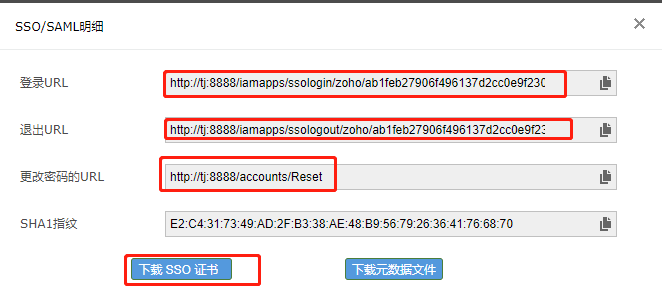 SSO/SAML明细
登录URL
http://tj:8888/iamapps/ssologin/zoho/ab1feb27906f496137d2cc0e9f230
退出URL
http://tj:8888/iamapps/ssologout/zoho/ab1feb27906f496137d2cc0e9f23
更改密码的URL
http://tj:8888/accounts/Reset
SHA1指纹
E2:C4:31:73:49:AD:2F:B3:38:AE:48:B9:56:79:26:36:41:76:68:70
下载 SSO 证书
下载元数据文件